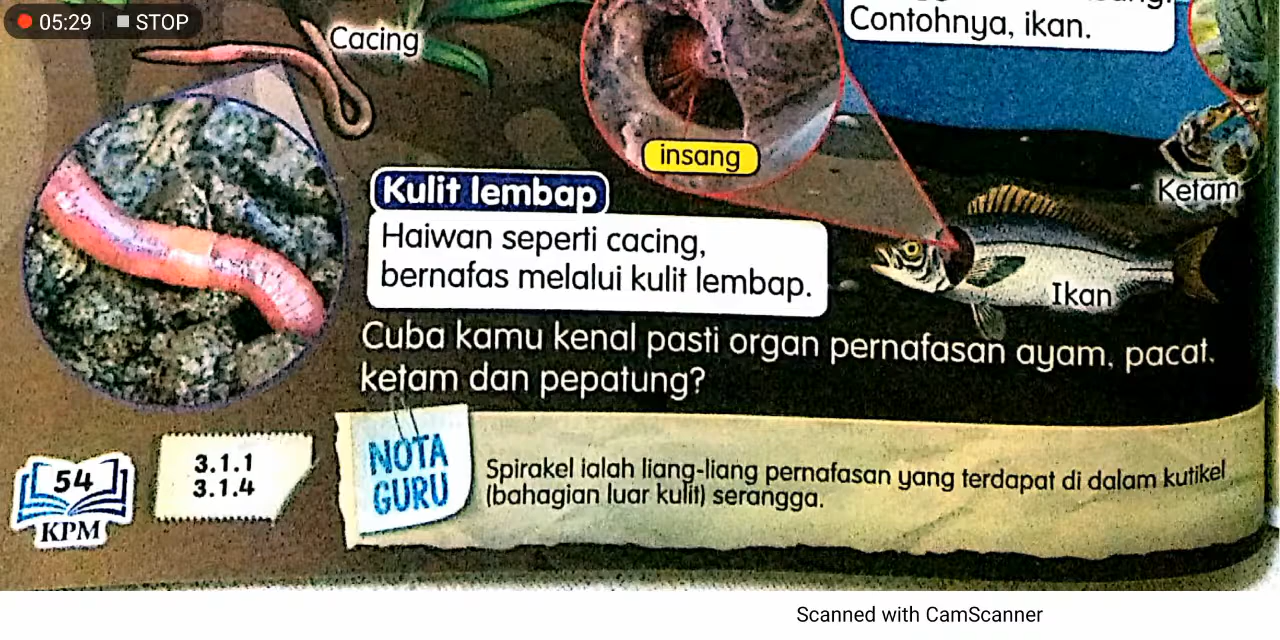 05:29 STOP
Cacing
Contohnya, ikan.
insang
Ketam
Kulit lembap
Haiwan seperti cacing,
bernafas melalui kulit lembap.
Ikan
Cuba kamu kenal pasti organ pernafasan ayam, pacat,
ketam dan pepatung?
54
KPM
3.1.1
3.1.4
NOTA
GURU
Spirakel ialah liang-liang pernafasan yang terdapat di dalam kutikel
(bahagian luar kulit) serangga.
Scanned with CamScanner